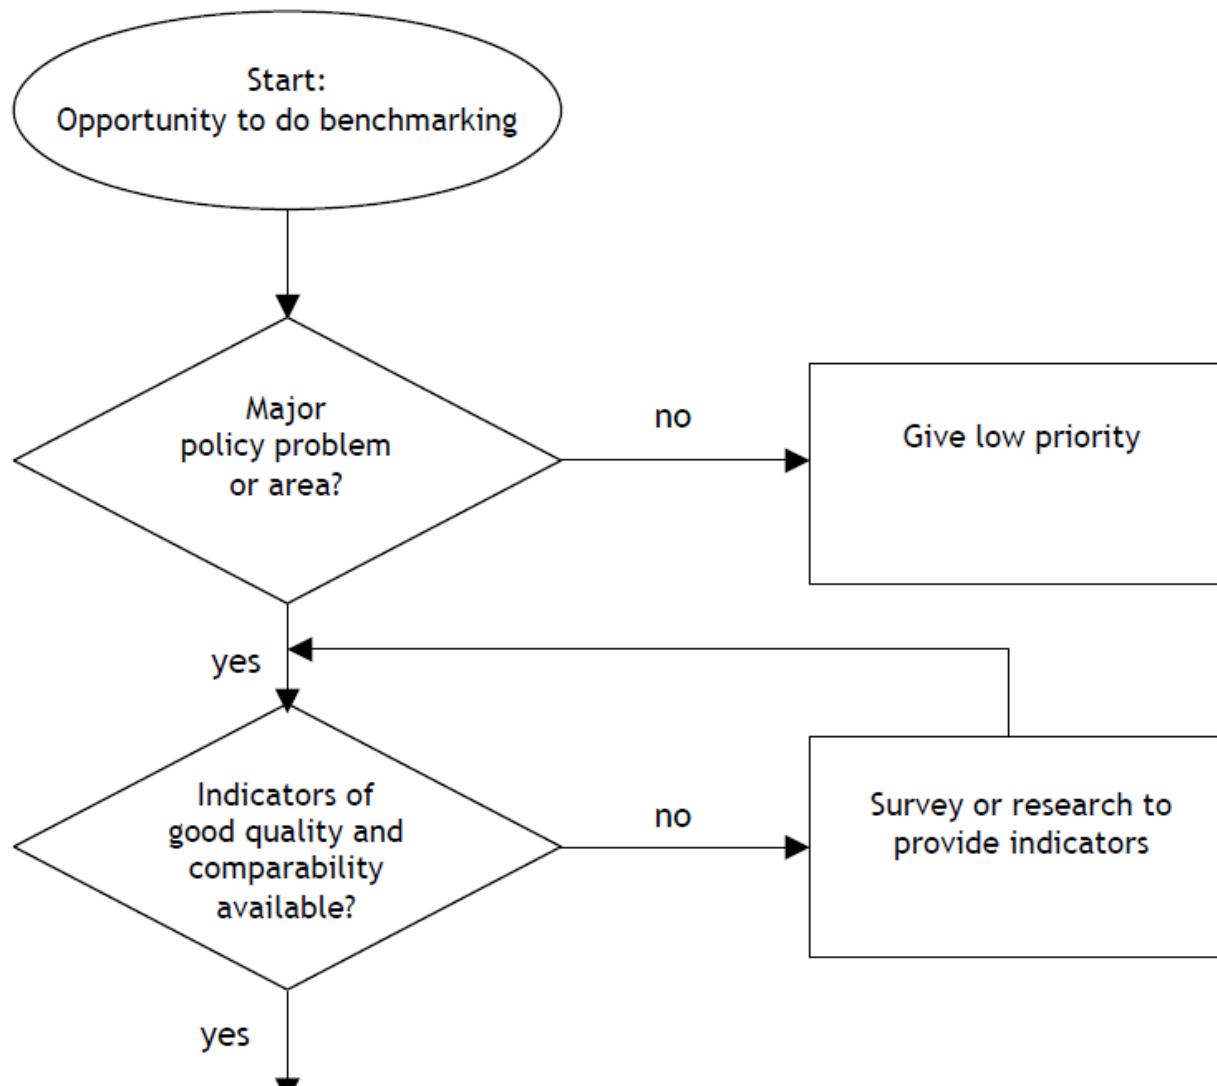 Start:
Opportunity to do benchmarking
Major
policy problem
or area?
no
Give low priority
yes
Indicators of
good quality and
comparability
available?
no
Survey or research to
provide indicators
yes